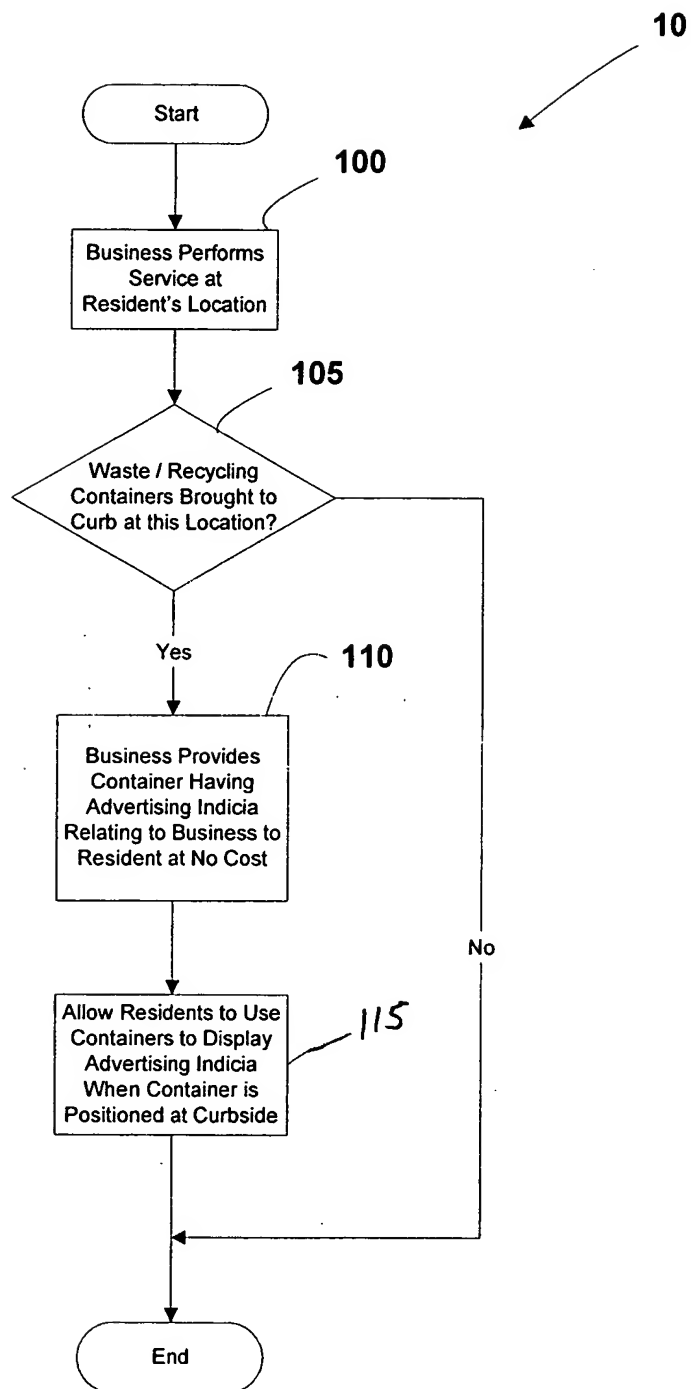 10
Start
100
Business Performs
Service at
Resident's Location
105
Waste / Recycling
Containers Brought to
Curb at this Location?
Yes
110
Business Provides
Container Having
Advertising Indicia
Relating to Business to
Resident at No Cost
No
Allow Residents to Use
Containers to Display
Advertising Indicia
When Container is
Positioned at Curbside
115
End